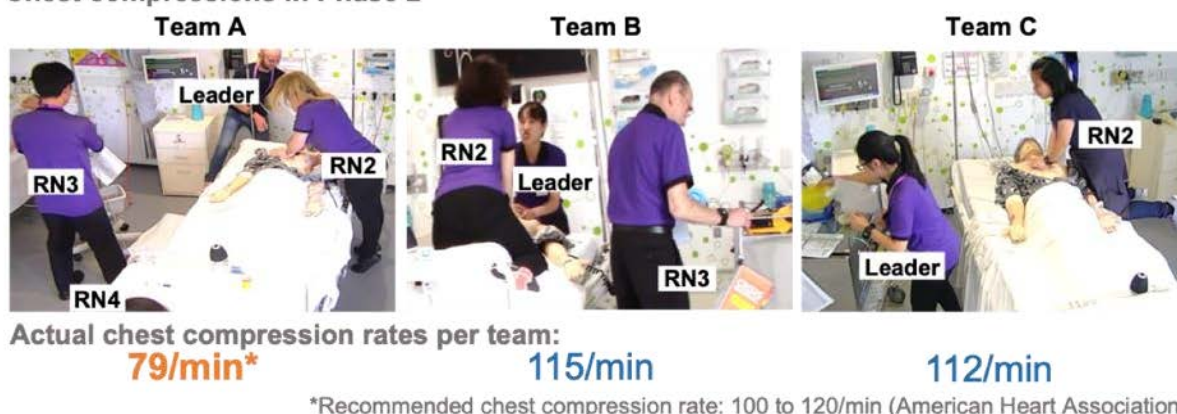 Team A Team B Team C
Leader
RN3
RN2
RN4
RN2
Leader
RN3
RN2
Leader
Actual chest compression rates per team:
79/min* 115/min 112/min
*Recommended chest compression rate: 100 to 120/min (American Heart Association